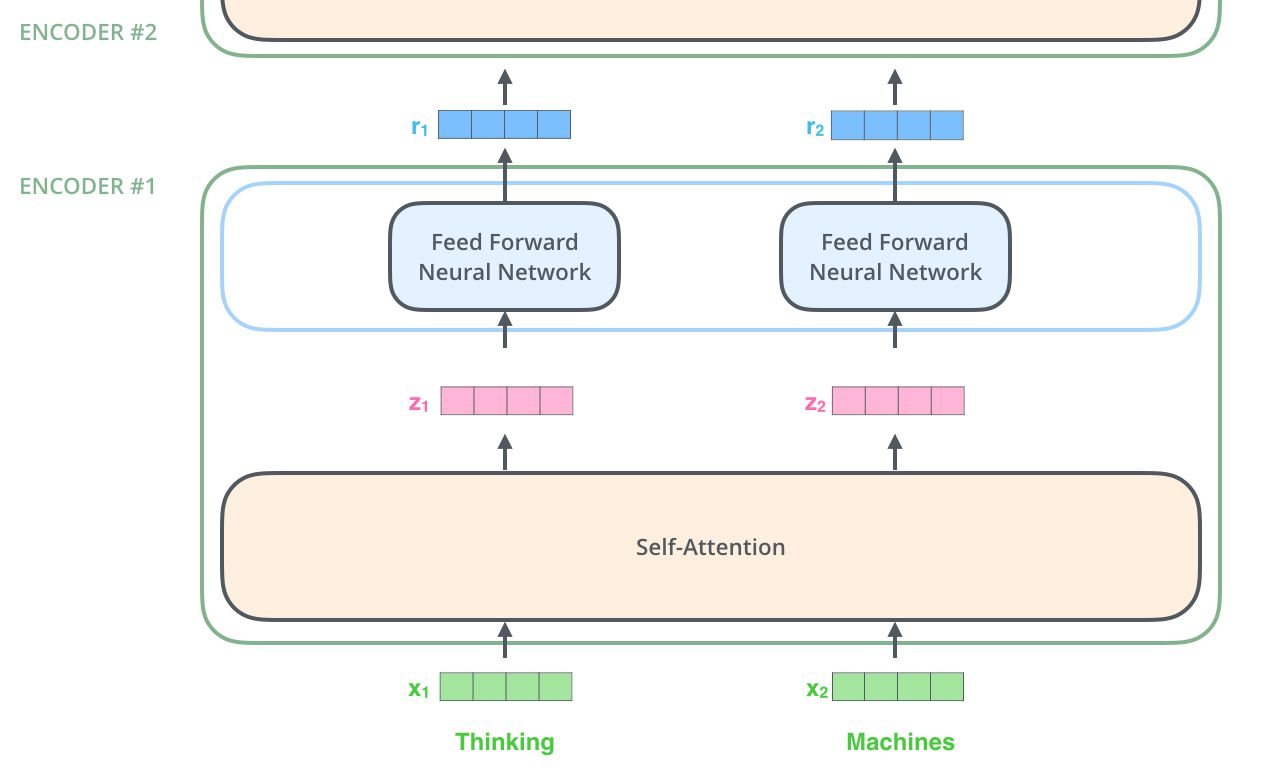 ENCODER #2
r1
r2
ENCODER #1
Feed Forward
Neural Network
Feed Forward
Neural Network
z1
z2
Self-Attention
x1
x2
Thinking
Machines